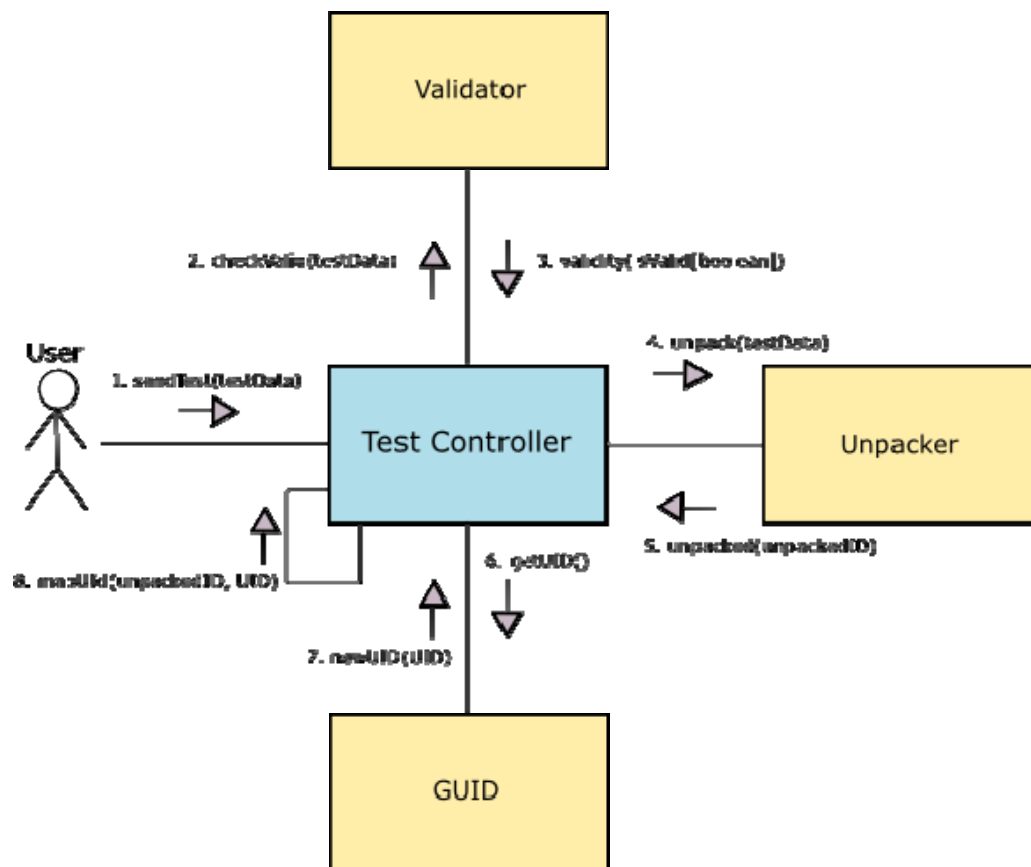 Validator
2. checkValid(testData)
3. validity(isValid[boolean])
4. unpack(testData)
User
1. sendTest(testData)
Test Controller
Unpacker
5. unpacked(unpackedID)
6. getUID()
8. mapUid(unpackedID, UID)
7. newUID(UID)
GUID